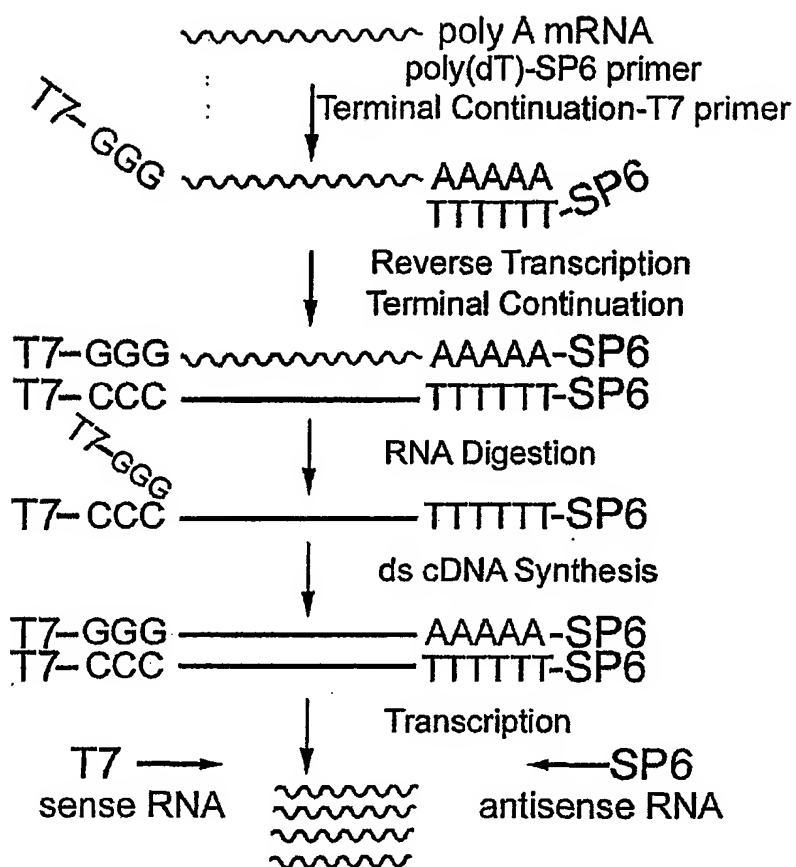 poly A mRNA
poly(dT)-SP6 primer
T7-GGG
Terminal Continuation-T7 primer
AAAAA
TTTTTT-SP6
Reverse Transcription
Terminal Continuation
T7-GGG AAAAA-SP6
T7-CCC TTTTTT-SP6
T7-GGG
RNA Digestion
T7-CCC TTTTTT-SP6
ds cDNA Synthesis
T7-GGG AAAAA-SP6
T7-CCC TTTTTT-SP6
Transcription
T7 SP6
sense RNA antisense RNA